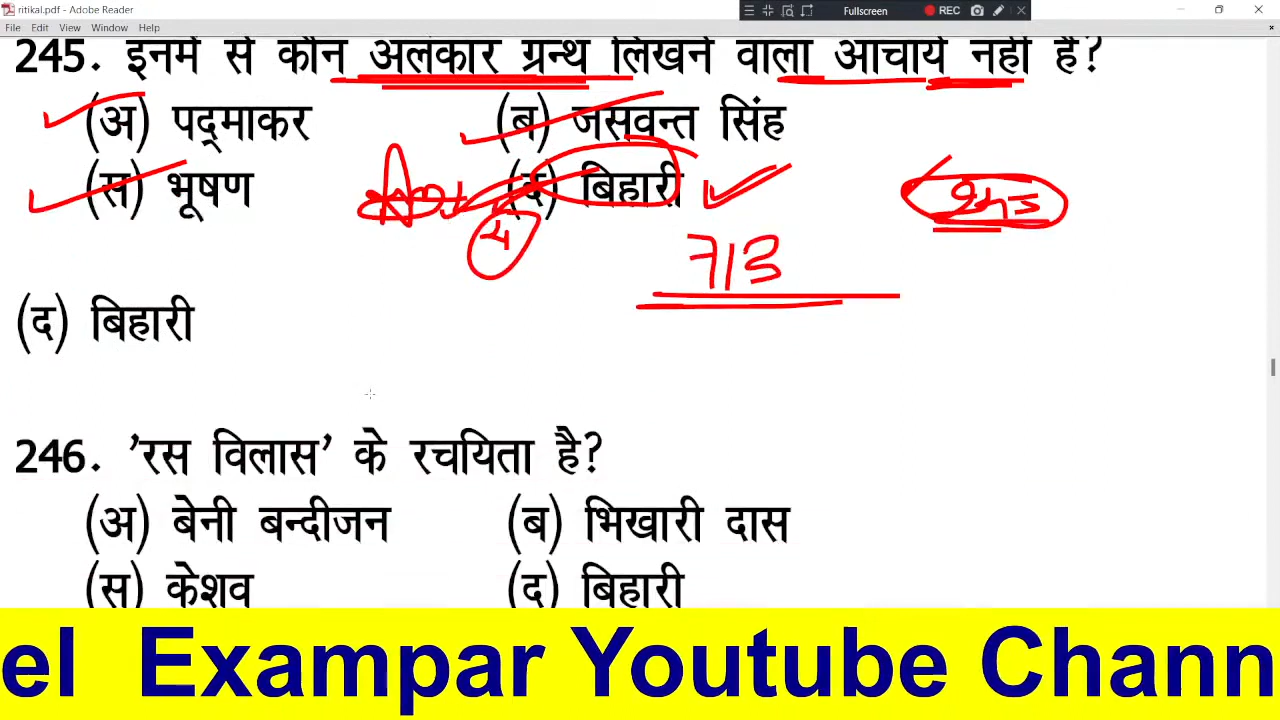 ritikal.pdf - Adobe Reader
Fullscreen
REC
File Edit View Window Help
245. इनमें से कौन अलंकार ग्रन्थ लिखने वाला आचार्य नहीं है?
(अ) पद्माकर (ब) जसवन्त सिंह
(स) भूषण (द) बिहारी
713
(द) बिहारी
246. 'रस विलास' के रचयिता है?
(अ) बेनी बन्दीजन (ब) भिखारी दास
(स) केशव (द) बिहारी
el Exampar Youtube Chann